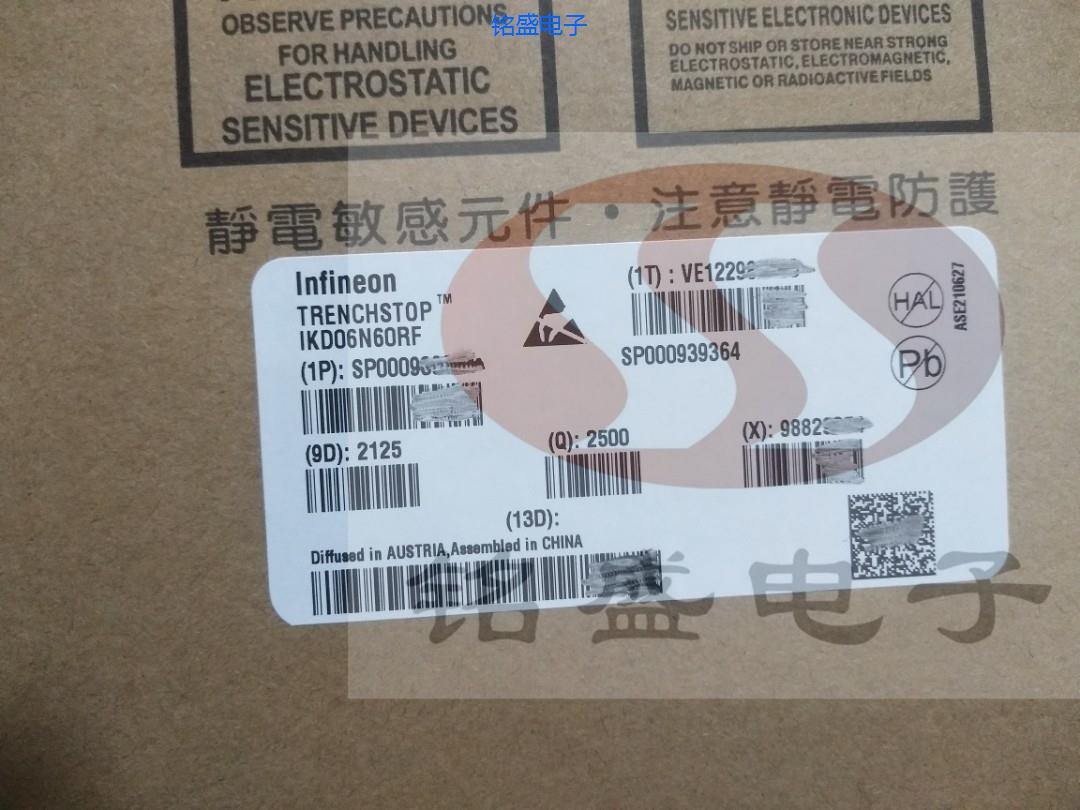 OBSERVE PRECAUTIONS
FOR HANDLING
ELECTROSTATIC
SENSITIVE DEVICES
铭盛电子
SENSITIVE ELECTRONIC DEVICES
DO NOT SHIP OR STORE NEAR STRONG
ELECTROSTATIC, ELECTROMAGNETIC,
MAGNETIC OR RADIOACTIVE FIELDS
靜電敏感元件·注意靜電防護
Infineon
TRENCHSTOP™
IKD06N60RF
(1P): SP0009
(1T) : VE1229
SP000939364
HAL
Pb
ASE210627
(9D): 2125
(Q): 2500
(X): 9882
(13D):
Diffused in AUSTRIA,Assembled in CHINA
铭盛电子